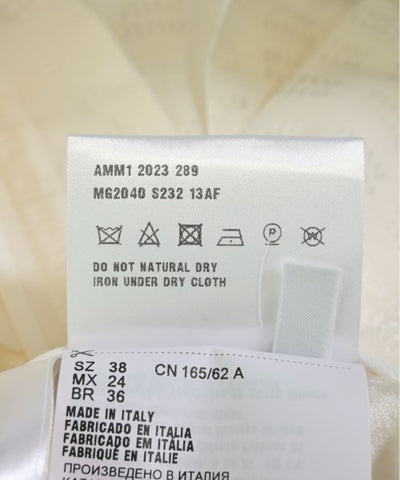 AMM1 2023 289
MG2040 S232 13AF
P
W
DO NOT NATURAL DRY
IRON UNDER DRY CLOTH
SZ 38 CN 165/62 A
MX 24
BR 36
MADE IN ITALY
FABRICADO EN ITALIA
FABRICADO EM ITÁLIA
FABRIQUÉ EN ITALIE
ПРОИЗВЕДЕНО В ИТАЛИЯ